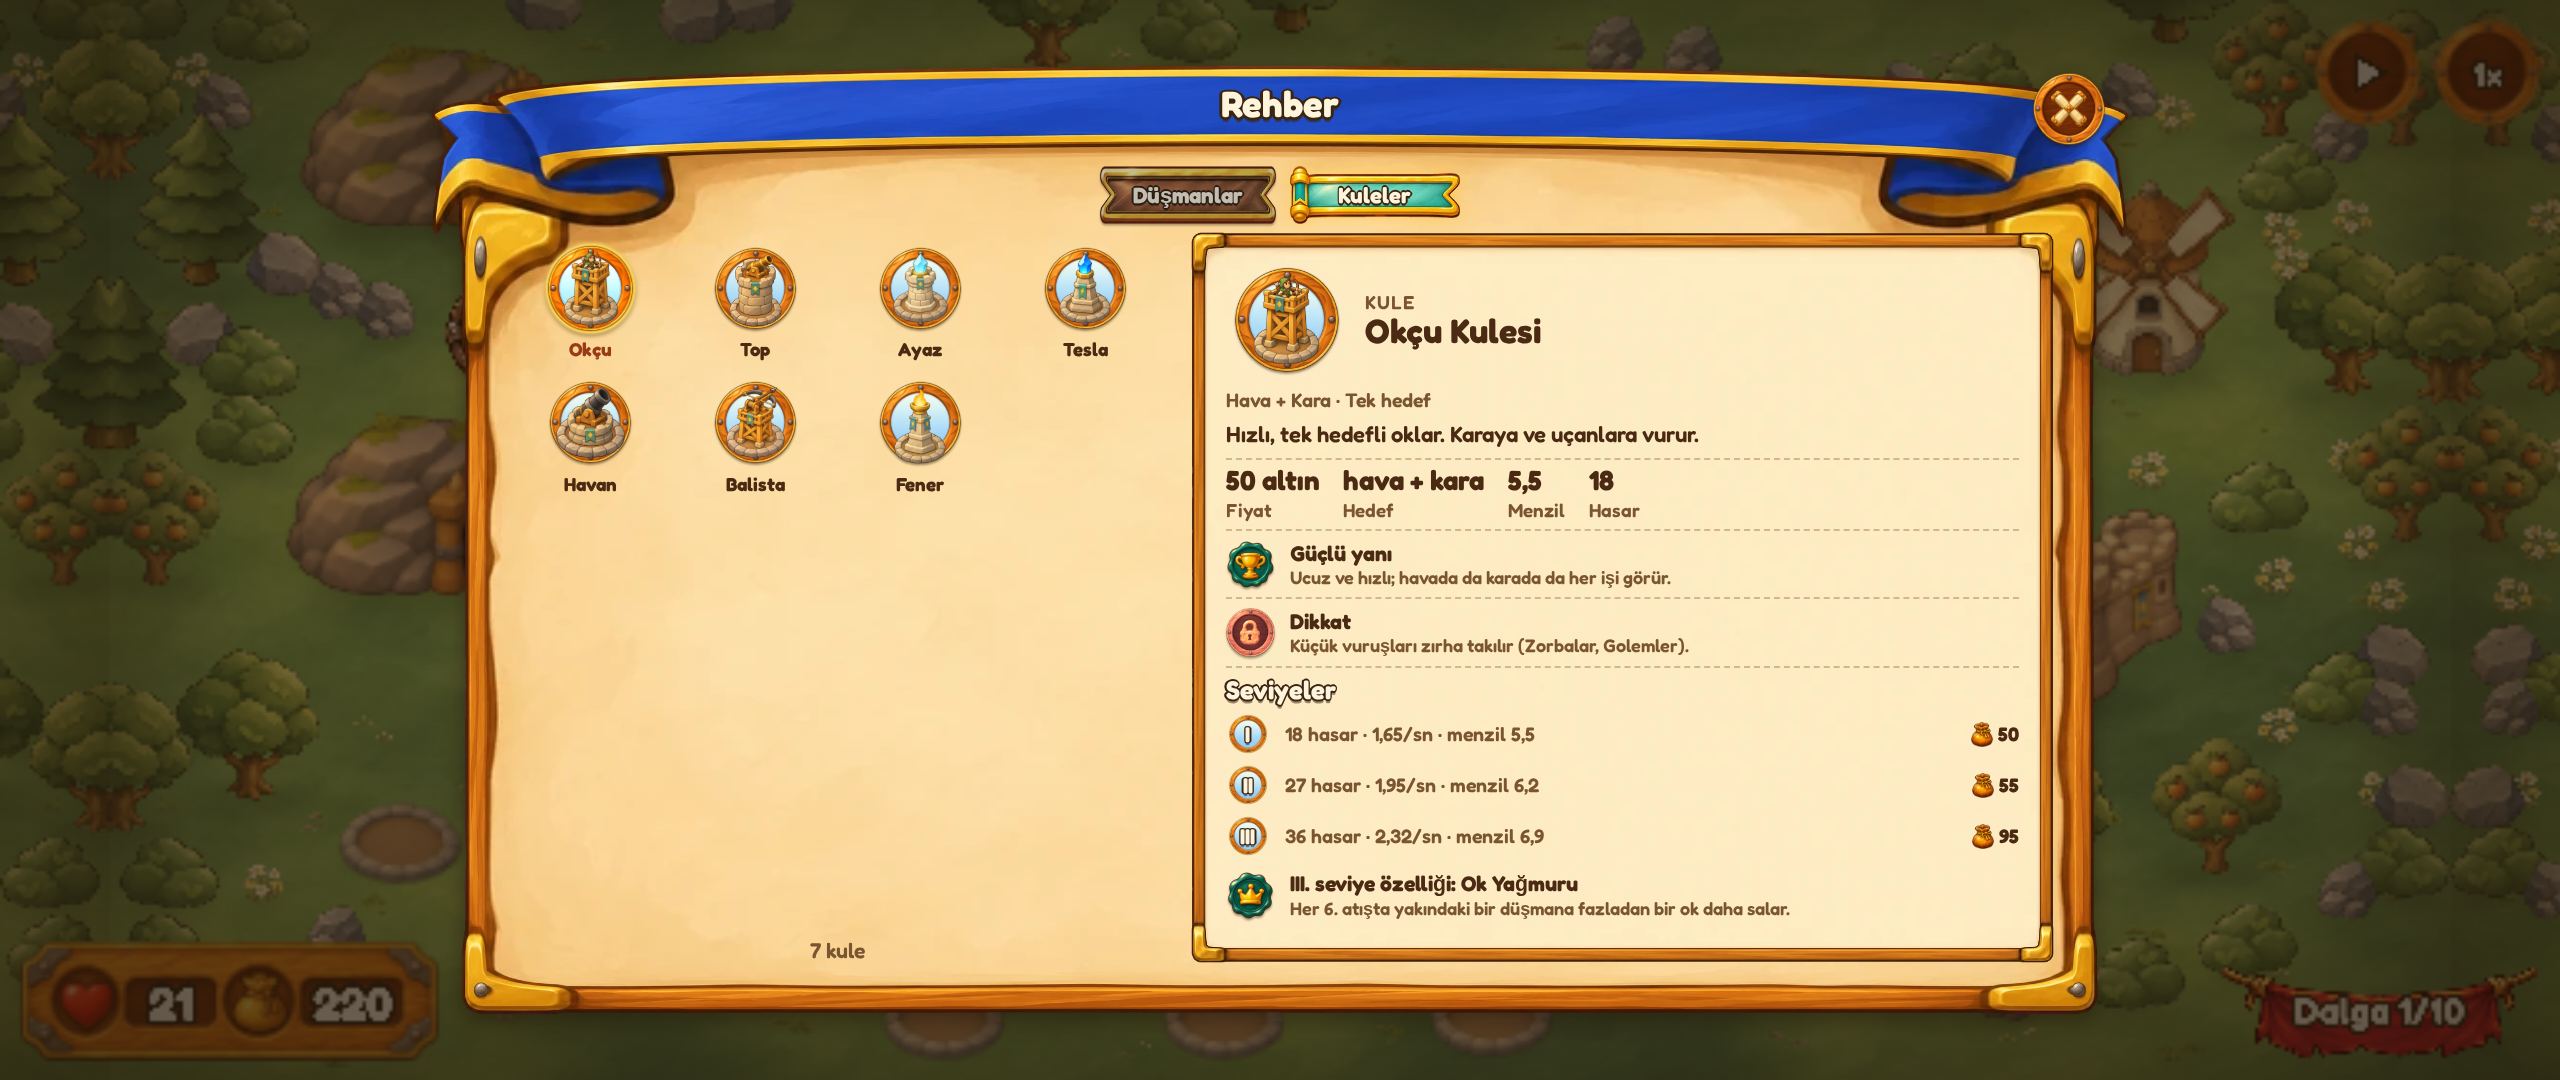 Rehber
1x
Düşmanlar
Kuleler
Okçu
Top
Ayaz
Tesla
Havan
Balista
Fener
7 kule
KULE
Okçu Kulesi
Hava + Kara · Tek hedef
Hızlı, tek hedefli oklar. Karaya ve uçanlara vurur.
50 altın hava + kara 5,5 18
Fiyat Hedef Menzil Hasar
Güçlü yanı
Ucuz ve hızlı; havada da karada da her işi görür.
Dikkat
Küçük vuruşları zırha takılır (Zorbalar, Golemler).
Seviyeler
I 18 hasar · 1,65/sn · menzil 5,5 50
II 27 hasar · 1,95/sn · menzil 6,2 55
III 36 hasar · 2,32/sn · menzil 6,9 95
III. seviye özelliği: Ok Yağmuru
Her 6. atışta yakındaki bir düşmana fazladan bir ok daha salar.
21 220
Dalga 1/10